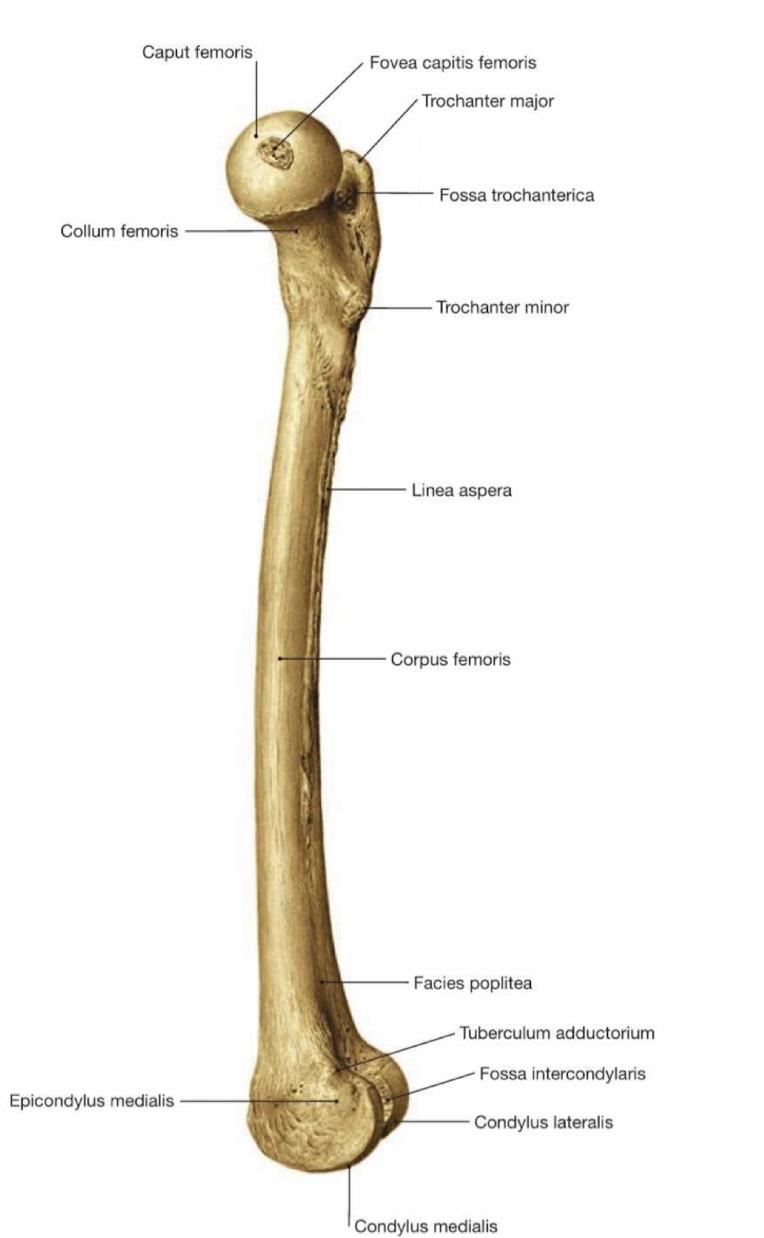 Caput femoris
Fovea capitis femoris
Trochanter major
Fossa trochanterica
Collum femoris
Trochanter minor
Linea aspera
Corpus femoris
Facies poplitea
Tuberculum adductorium
Fossa intercondylaris
Epicondylus medialis
Condylus lateralis
Condylus medialis